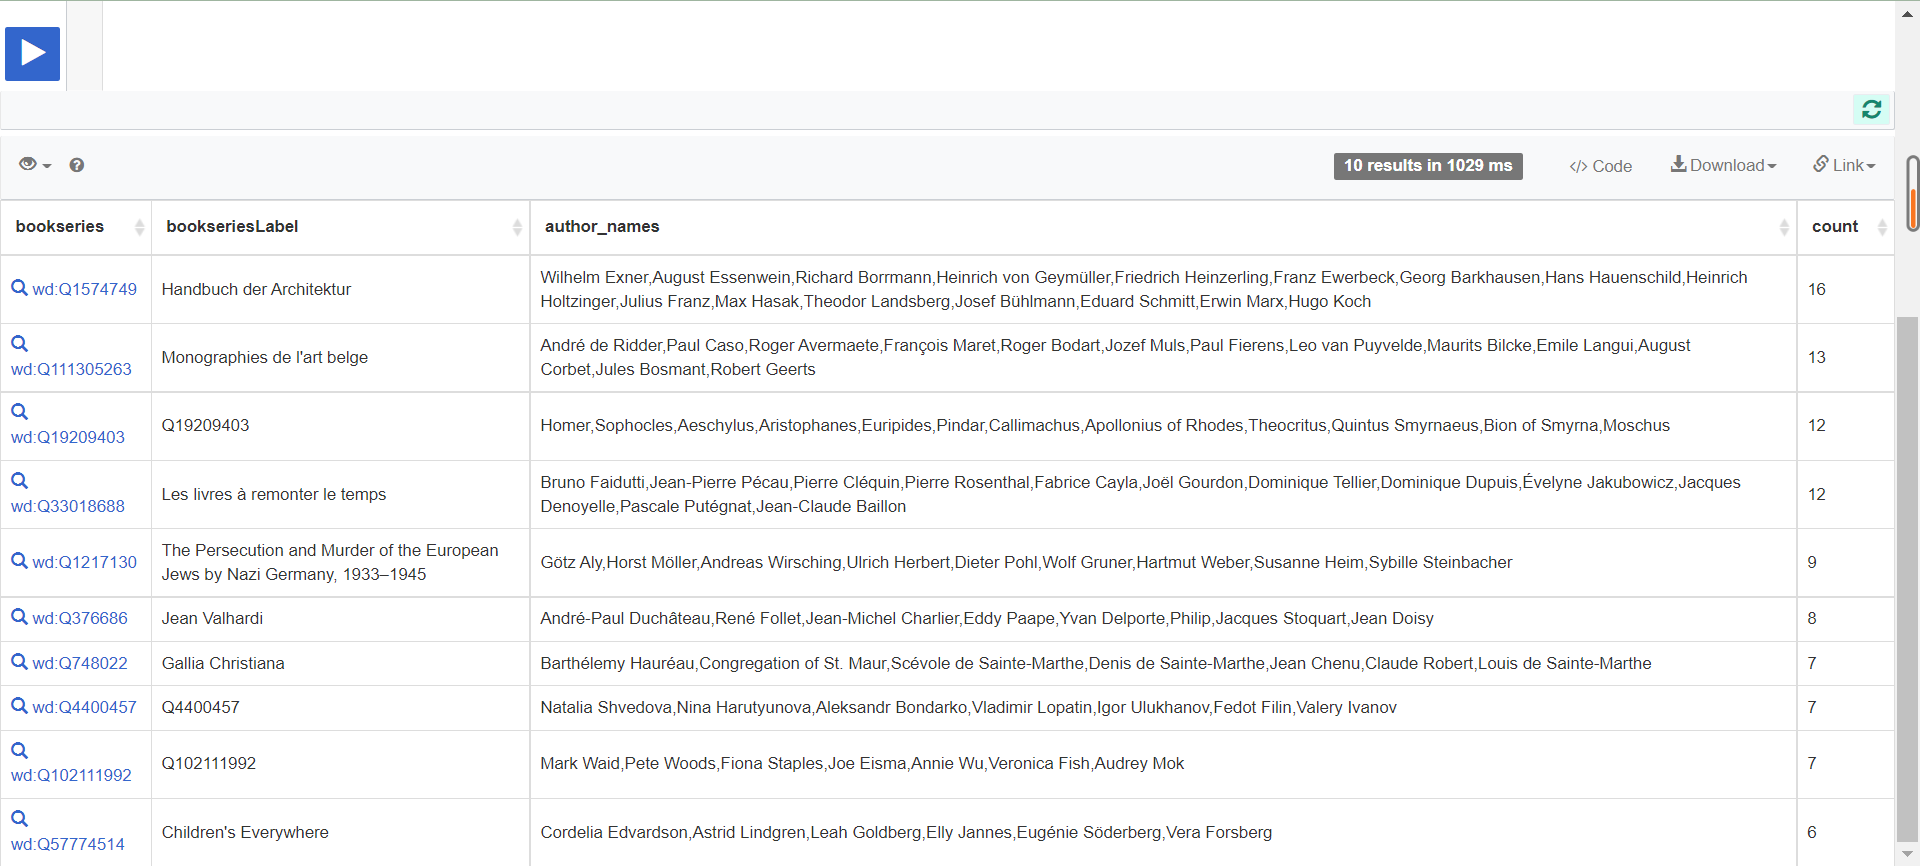 10 results in 1029 ms
</> Code
Download
Link
bookseries bookseriesLabel author_names count
wd:Q1574749 Handbuch der Architektur
Wilhelm Exner,August Essenwein,Richard Borrmann,Heinrich von Geymüller,Friedrich Heinzerling,Franz Ewerbeck,Georg Barkhausen,Hans Hauenschild,Heinrich
Holtzinger,Julius Franz,Max Hasak,Theodor Landsberg,Josef Bühlmann,Eduard Schmitt,Erwin Marx,Hugo Koch
16
wd:Q111305263
Monographies de l'art belge
André de Ridder,Paul Caso,Roger Avermaete,François Maret,Roger Bodart,Jozef Muls,Paul Fierens,Leo van Puyvelde,Maurits Bilcke,Emile Langui,August
Corbet,Jules Bosmant,Robert Geerts
13
wd:Q19209403
Q19209403
Homer,Sophocles,Aeschylus,Aristophanes,Euripides,Pindar,Callimachus,Apollonius of Rhodes,Theocritus,Quintus Smyrnaeus,Bion of Smyrna,Moschus
12
wd:Q33018688
Les livres à remonter le temps
Bruno Faidutti,Jean-Pierre Pécau,Pierre Cléquin,Pierre Rosenthal,Fabrice Cayla,Joël Gourdon,Dominique Tellier,Dominique Dupuis,Évelyne Jakubowicz,Jacques
Denoyelle,Pascale Putégnat,Jean-Claude Baillon
12
wd:Q1217130
The Persecution and Murder of the European
Jews by Nazi Germany, 1933–1945
Götz Aly,Horst Möller,Andreas Wirsching,Ulrich Herbert,Dieter Pohl,Wolf Gruner,Hartmut Weber,Susanne Heim,Sybille Steinbacher
9
wd:Q376686
Jean Valhardi
André-Paul Duchâteau,René Follet,Jean-Michel Charlier,Eddy Paape,Yvan Delporte,Philip,Jacques Stoquart,Jean Doisy
8
wd:Q748022
Gallia Christiana
Barthélemy Hauréau,Congregation of St. Maur,Scévole de Sainte-Marthe,Denis de Sainte-Marthe,Jean Chenu,Claude Robert,Louis de Sainte-Marthe
7
wd:Q4400457
Q4400457
Natalia Shvedova,Nina Harutyunova,Aleksandr Bondarko,Vladimir Lopatin,Igor Ulukhanov,Fedot Filin,Valery Ivanov
7
wd:Q102111992
Q102111992
Mark Waid,Pete Woods,Fiona Staples,Joe Eisma,Annie Wu,Veronica Fish,Audrey Mok
7
wd:Q57774514
Children's Everywhere
Cordelia Edvardson,Astrid Lindgren,Leah Goldberg,Elly Jannes,Eugénie Söderberg,Vera Forsberg
6